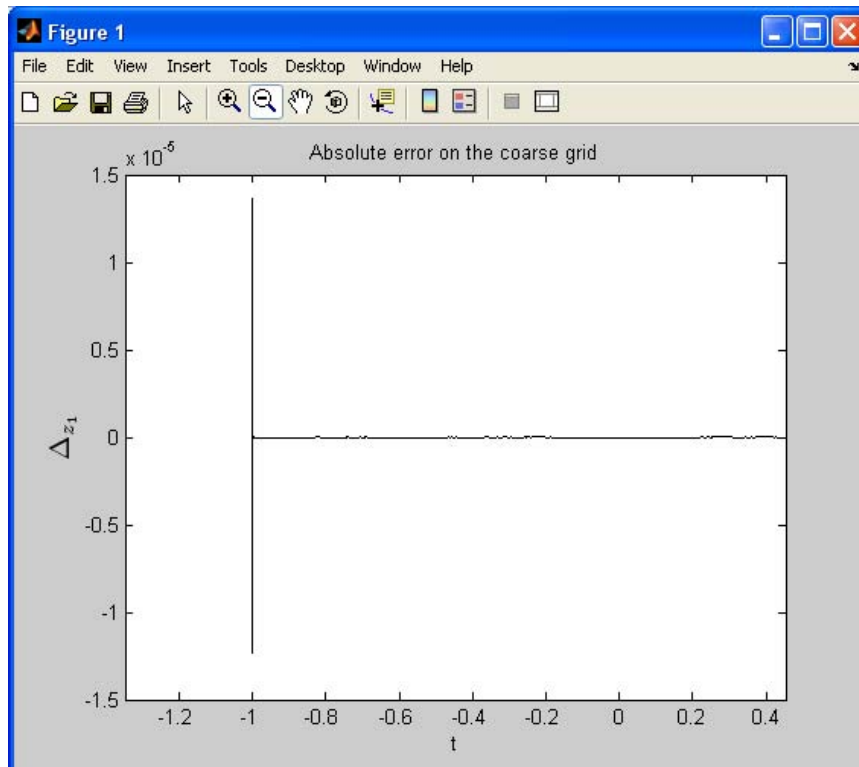 Figure 1
File Edit View Insert Tools Desktop Window Help
x 10^-5
Absolute error on the coarse grid
1.5
1
0.5
0
-0.5
-1
-1.5
Δz₁
-1.2 -1 -0.8 -0.6 -0.4 -0.2 0 0.2 0.4
t